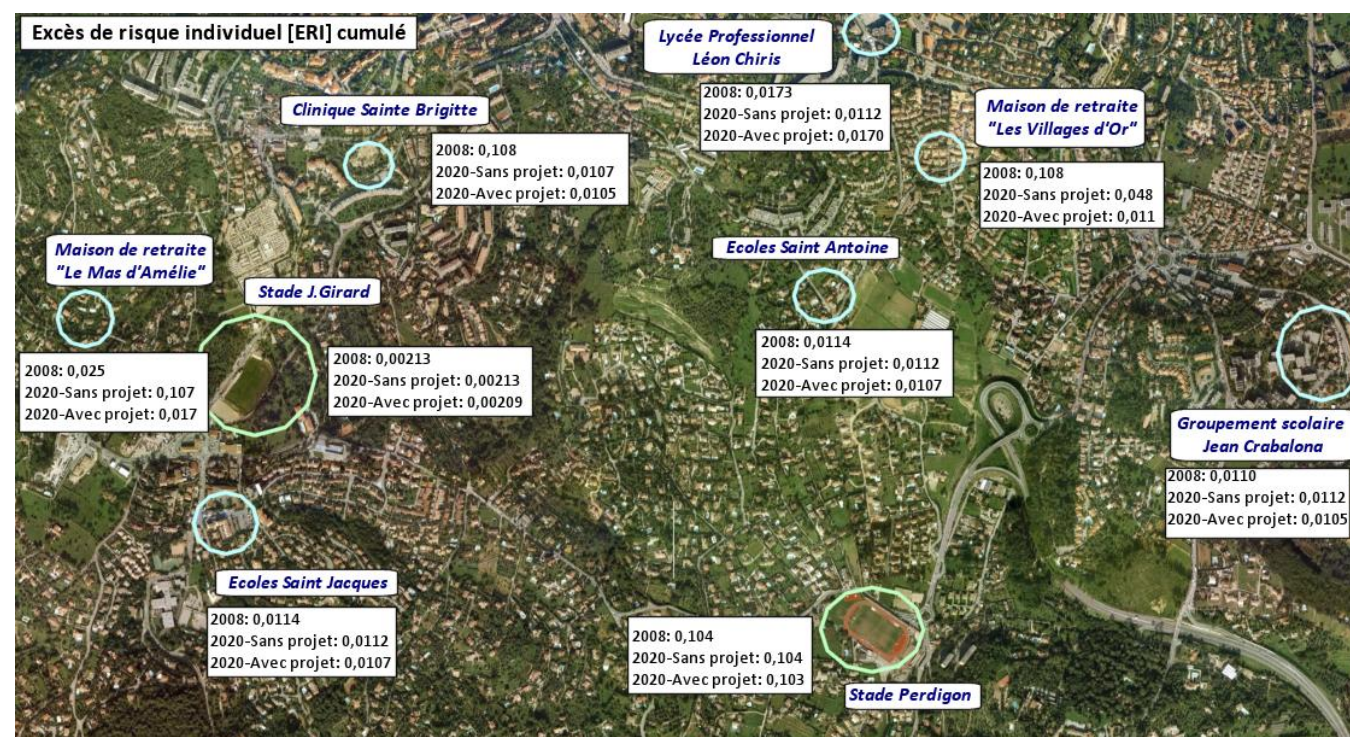 Excès de risque individuel [ERI] cumulé
Lycée Professionnel
Léon Chiris
2008: 0,0173
2020-Sans projet: 0,0112
2020-Avec projet: 0,0170
Clinique Sainte Brigitte
2008: 0,108
2020-Sans projet: 0,0107
2020-Avec projet: 0,0105
Maison de retraite
"Les Villages d'Or"
2008: 0,108
2020-Sans projet: 0,048
2020-Avec projet: 0,011
Maison de retraite
"Le Mas d'Amélie"
2008: 0,025
2020-Sans projet: 0,107
2020-Avec projet: 0,017
Stade J.Girard
2008: 0,00213
2020-Sans projet: 0,00213
2020-Avec projet: 0,00209
Ecoles Saint Antoine
2008: 0,0114
2020-Sans projet: 0,0112
2020-Avec projet: 0,0107
Groupement scolaire
Jean Crabalona
2008: 0,0110
2020-Sans projet: 0,0112
2020-Avec projet: 0,0105
Ecoles Saint Jacques
2008: 0,0114
2020-Sans projet: 0,0112
2020-Avec projet: 0,0107
2008: 0,104
2020-Sans projet: 0,104
2020-Avec projet: 0,103
Stade Perdigon